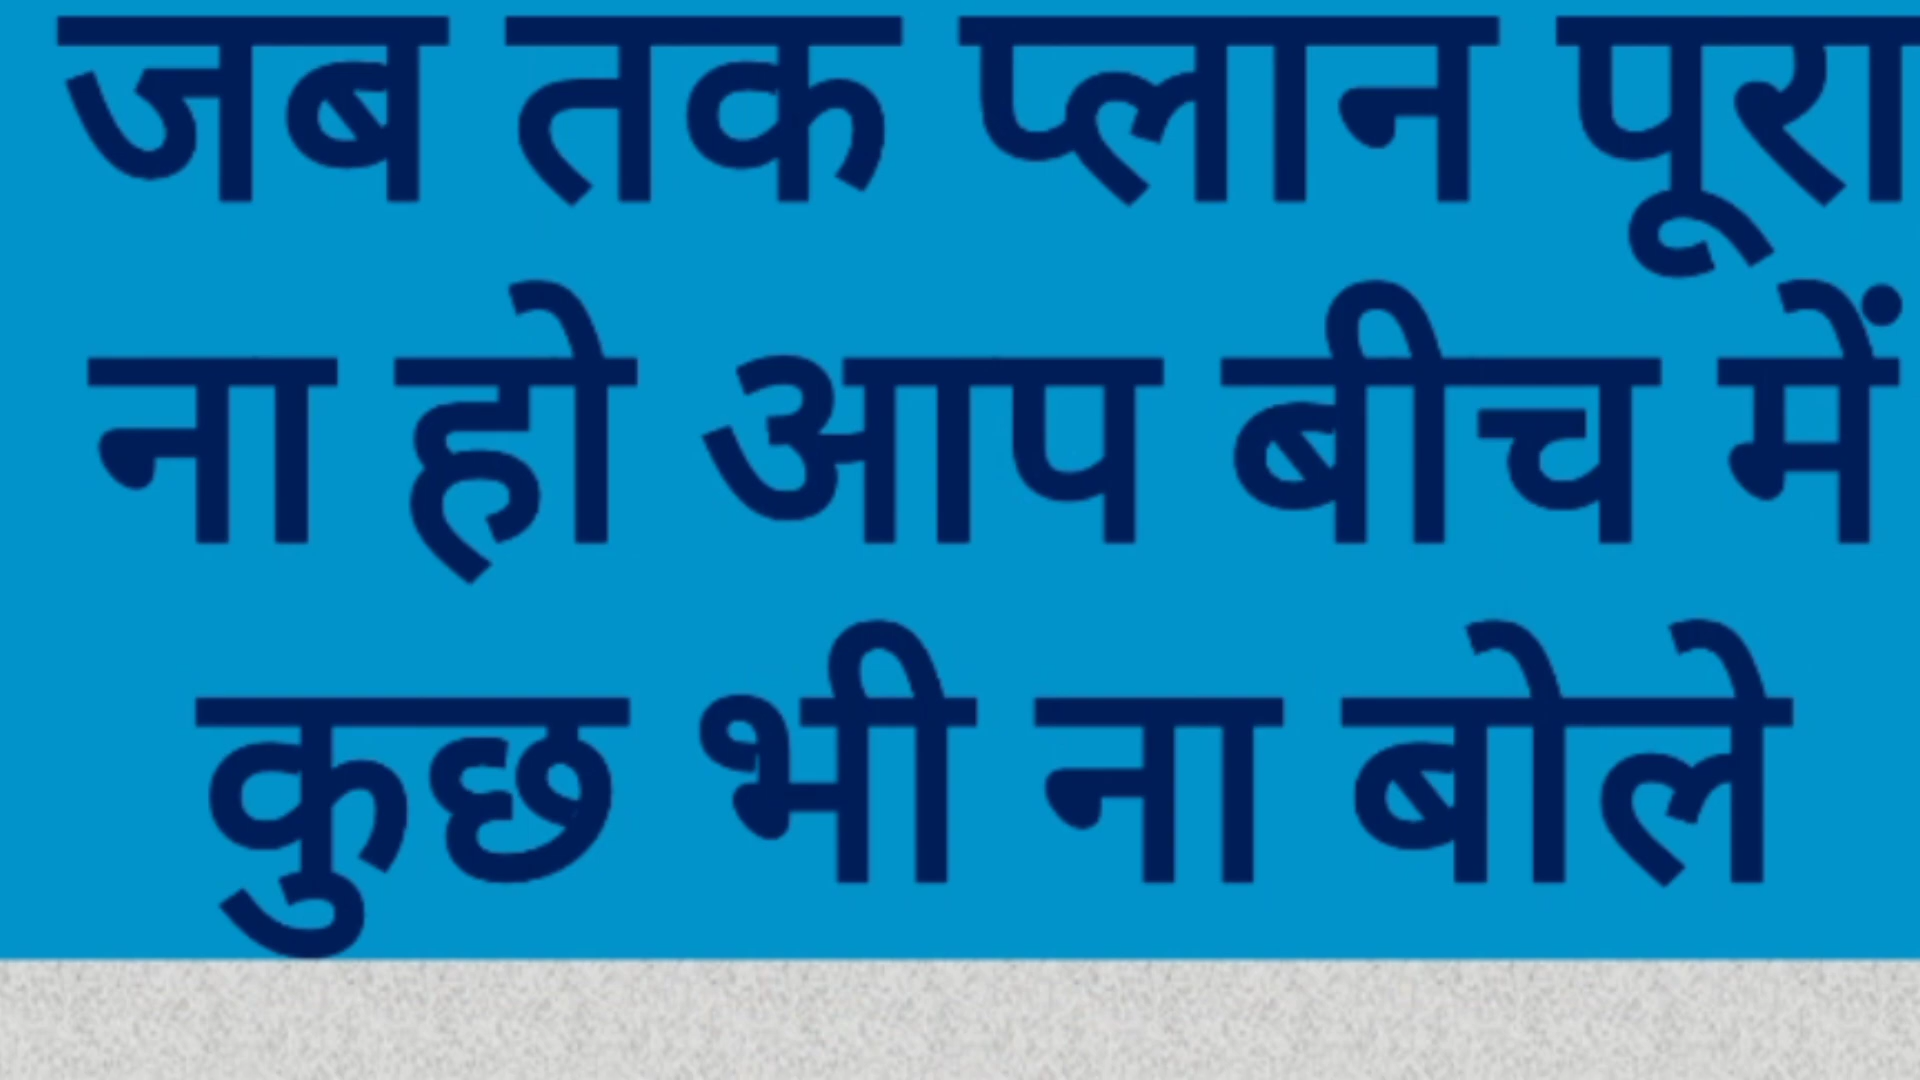 जब तक प्लान पूरा
ना हो आप बीच में
कुछ भी ना बोले